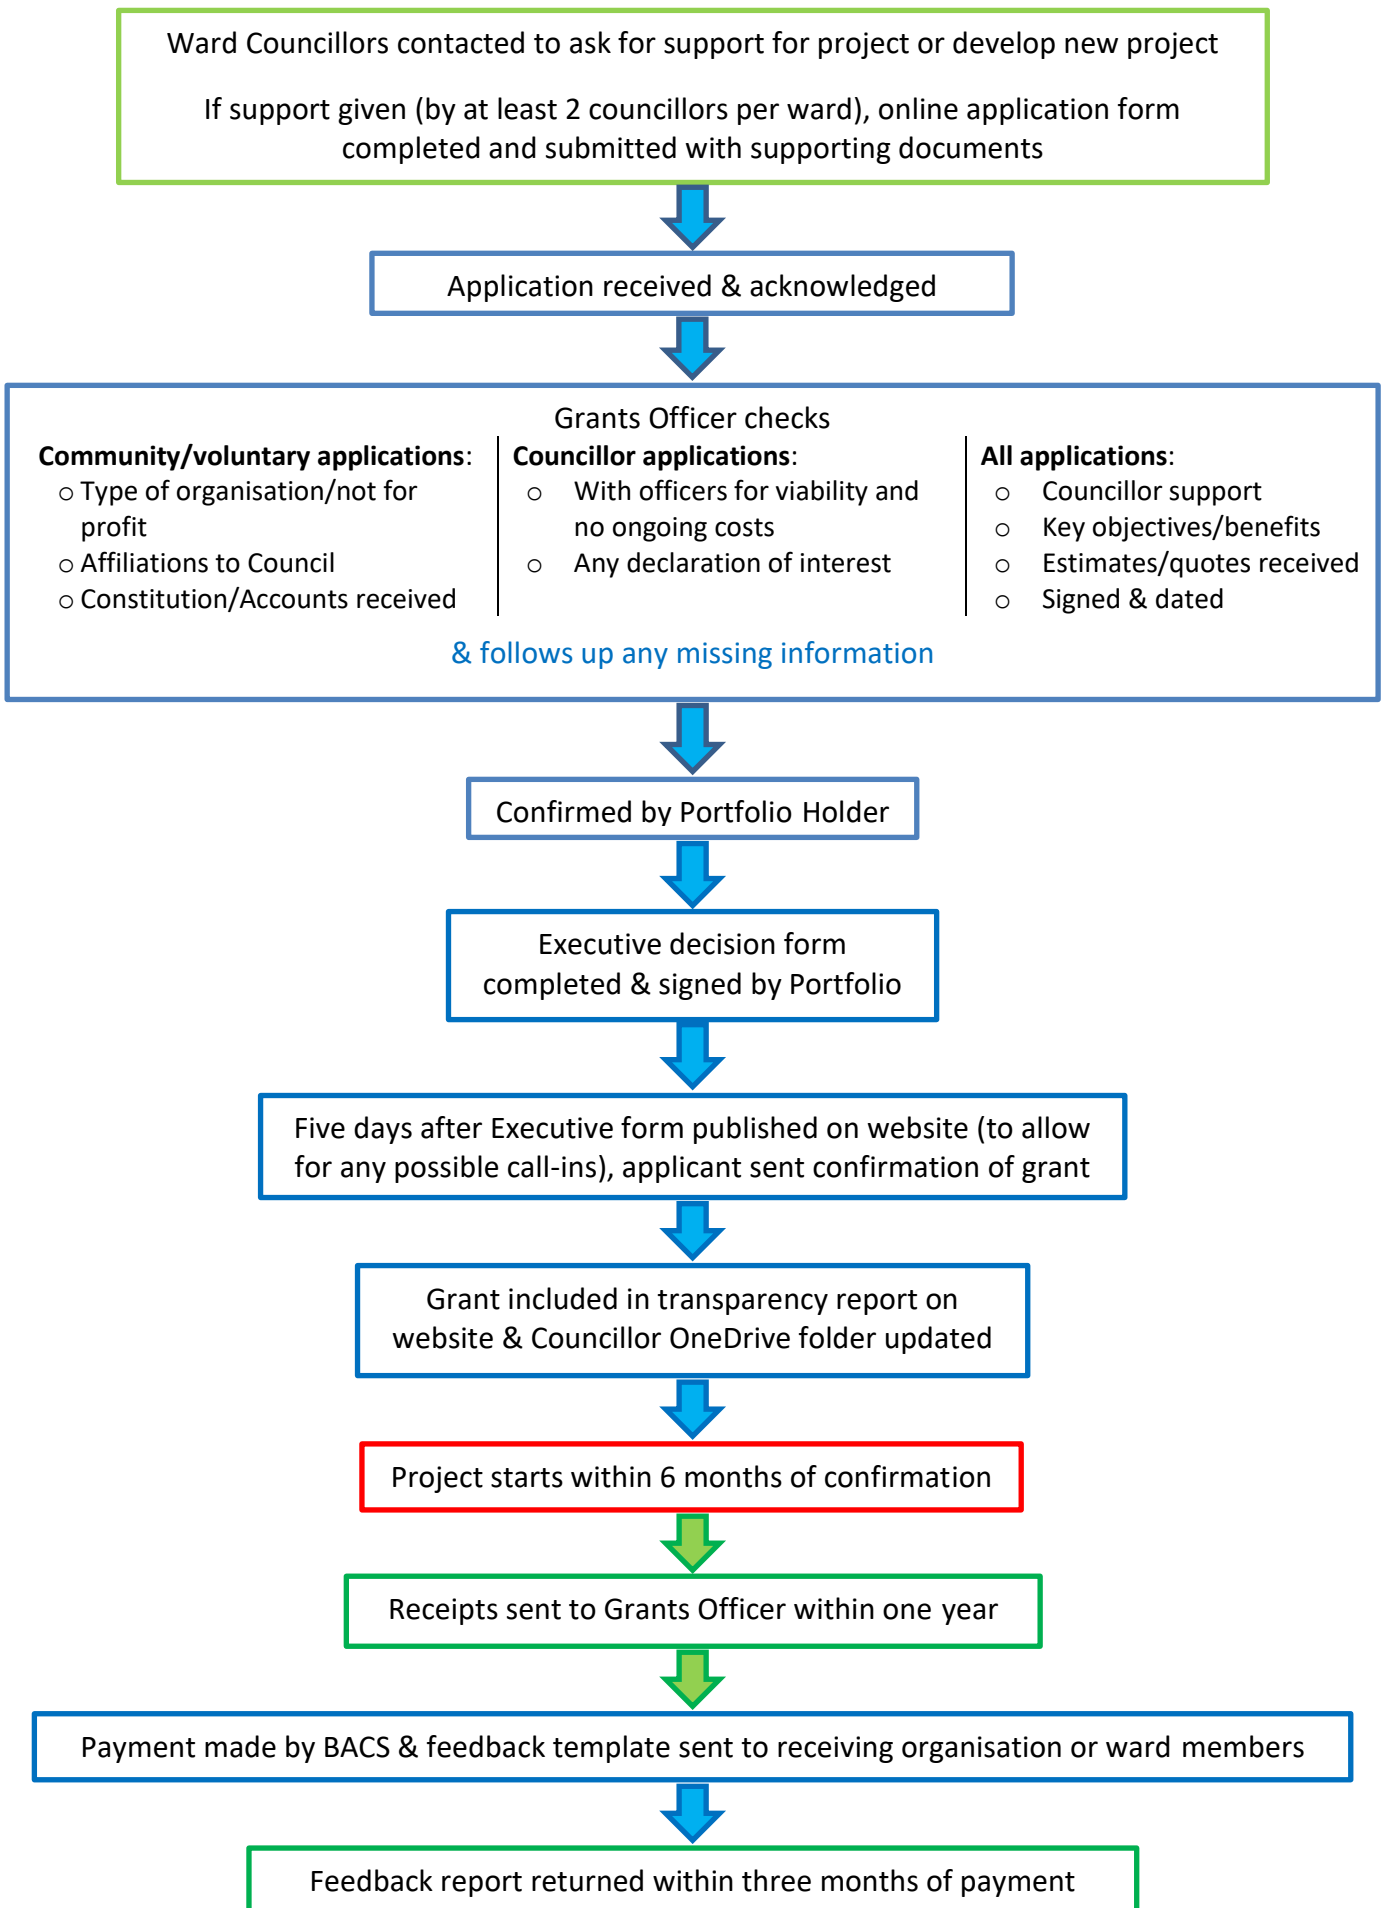 Ward Councillors contacted to ask for support for project or develop new project
If support given (by at least 2 councillors per ward), online application form
completed and submitted with supporting documents
Application received & acknowledged
Grants Officer checks
Community/voluntary applications:
o Type of organisation/not for
profit
o Affiliations to Council
o Constitution/Accounts received
Councillor applications:
o With officers for viability and
no ongoing costs
o Any declaration of interest
All applications:
o Councillor support
o Key objectives/benefits
o Estimates/quotes received
o Signed & dated
& follows up any missing information
Confirmed by Portfolio Holder
Executive decision form
completed & signed by Portfolio
Five days after Executive form published on website (to allow
for any possible call-ins), applicant sent confirmation of grant
Grant included in transparency report on
website & Councillor OneDrive folder updated
Project starts within 6 months of confirmation
Receipts sent to Grants Officer within one year
Payment made by BACS & feedback template sent to receiving organisation or ward members
Feedback report returned within three months of payment